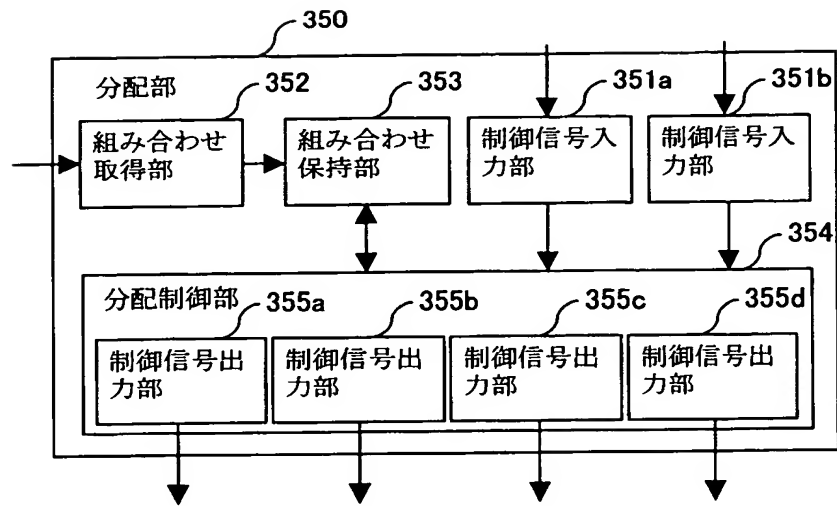 350
分配部
352
353
351a
351b
組み合わせ
取得部
組み合わせ
保持部
制御信号入
力部
制御信号入
力部
354
分配制御部
355a
355b
355c
355d
制御信号出
力部
制御信号出
力部
制御信号出
力部
制御信号出
力部